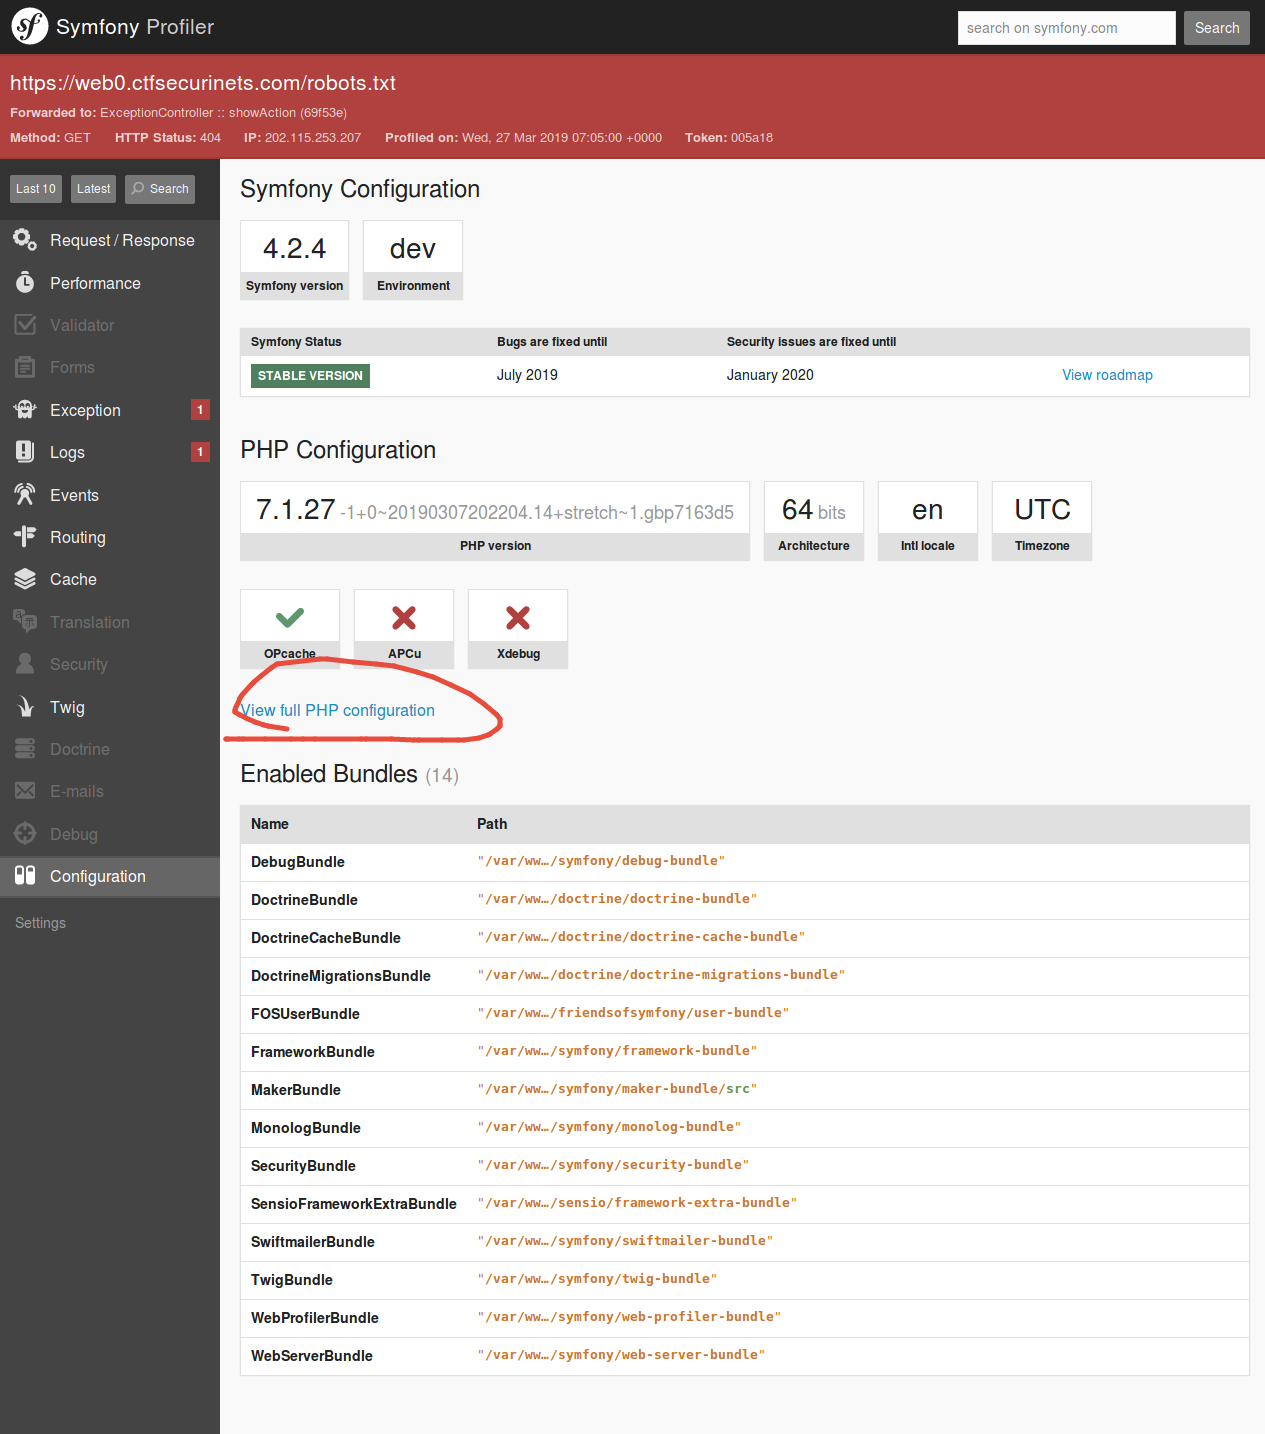 sf Symfony Profiler
search on symfony.com
Search
https://web0.ctfsecurinets.com/robots.txt
Forwarded to: ExceptionController :: showAction (69f53e)
Method: GET HTTP Status: 404 IP: 202.115.253.207 Profiled on: Wed, 27 Mar 2019 07:05:00 +0000 Token: 005a18
Last 10 Latest Search
Request / Response
Performance
Validator
Forms
Exception 1
Logs 1
Events
Routing
Cache
Translation
Security
Twig
Doctrine
E-mails
Debug
Configuration
Settings
Symfony Configuration
4.2.4
Symfony version
dev
Environment
Symfony Status Bugs are fixed until Security issues are fixed until
STABLE VERSION July 2019 January 2020 View roadmap
PHP Configuration
7.1.27 -1+0~20190307202204.14+stretch~1.gbp7163d5
PHP version
64 bits
Architecture
en
Intl locale
UTC
Timezone
OPcache
APCu
Xdebug
View full PHP configuration
Enabled Bundles (14)
Name Path
DebugBundle "/var/ww…/symfony/debug-bundle"
DoctrineBundle "/var/ww…/doctrine/doctrine-bundle"
DoctrineCacheBundle "/var/ww…/doctrine/doctrine-cache-bundle"
DoctrineMigrationsBundle "/var/ww…/doctrine/doctrine-migrations-bundle"
FOSUserBundle "/var/ww…/friendsofsymfony/user-bundle"
FrameworkBundle "/var/ww…/symfony/framework-bundle"
MakerBundle "/var/ww…/symfony/maker-bundle/src"
MonologBundle "/var/ww…/symfony/monolog-bundle"
SecurityBundle "/var/ww…/symfony/security-bundle"
SensioFrameworkExtraBundle "/var/ww…/sensio/framework-extra-bundle"
SwiftmailerBundle "/var/ww…/symfony/swiftmailer-bundle"
TwigBundle "/var/ww…/symfony/twig-bundle"
WebProfilerBundle "/var/ww…/symfony/web-profiler-bundle"
WebServerBundle "/var/ww…/symfony/web-server-bundle"